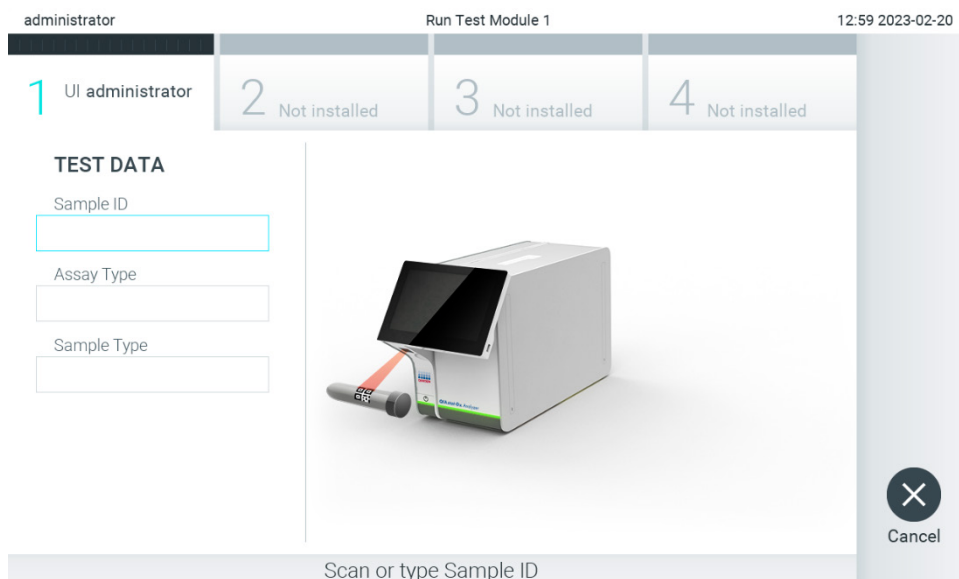 administrator Run Test Module 1 12:59 2023-02-20
1 UI administrator 2 Not installed 3 Not installed 4 Not installed
TEST DATA
Sample ID
Assay Type
Sample Type
Cancel
Scan or type Sample ID